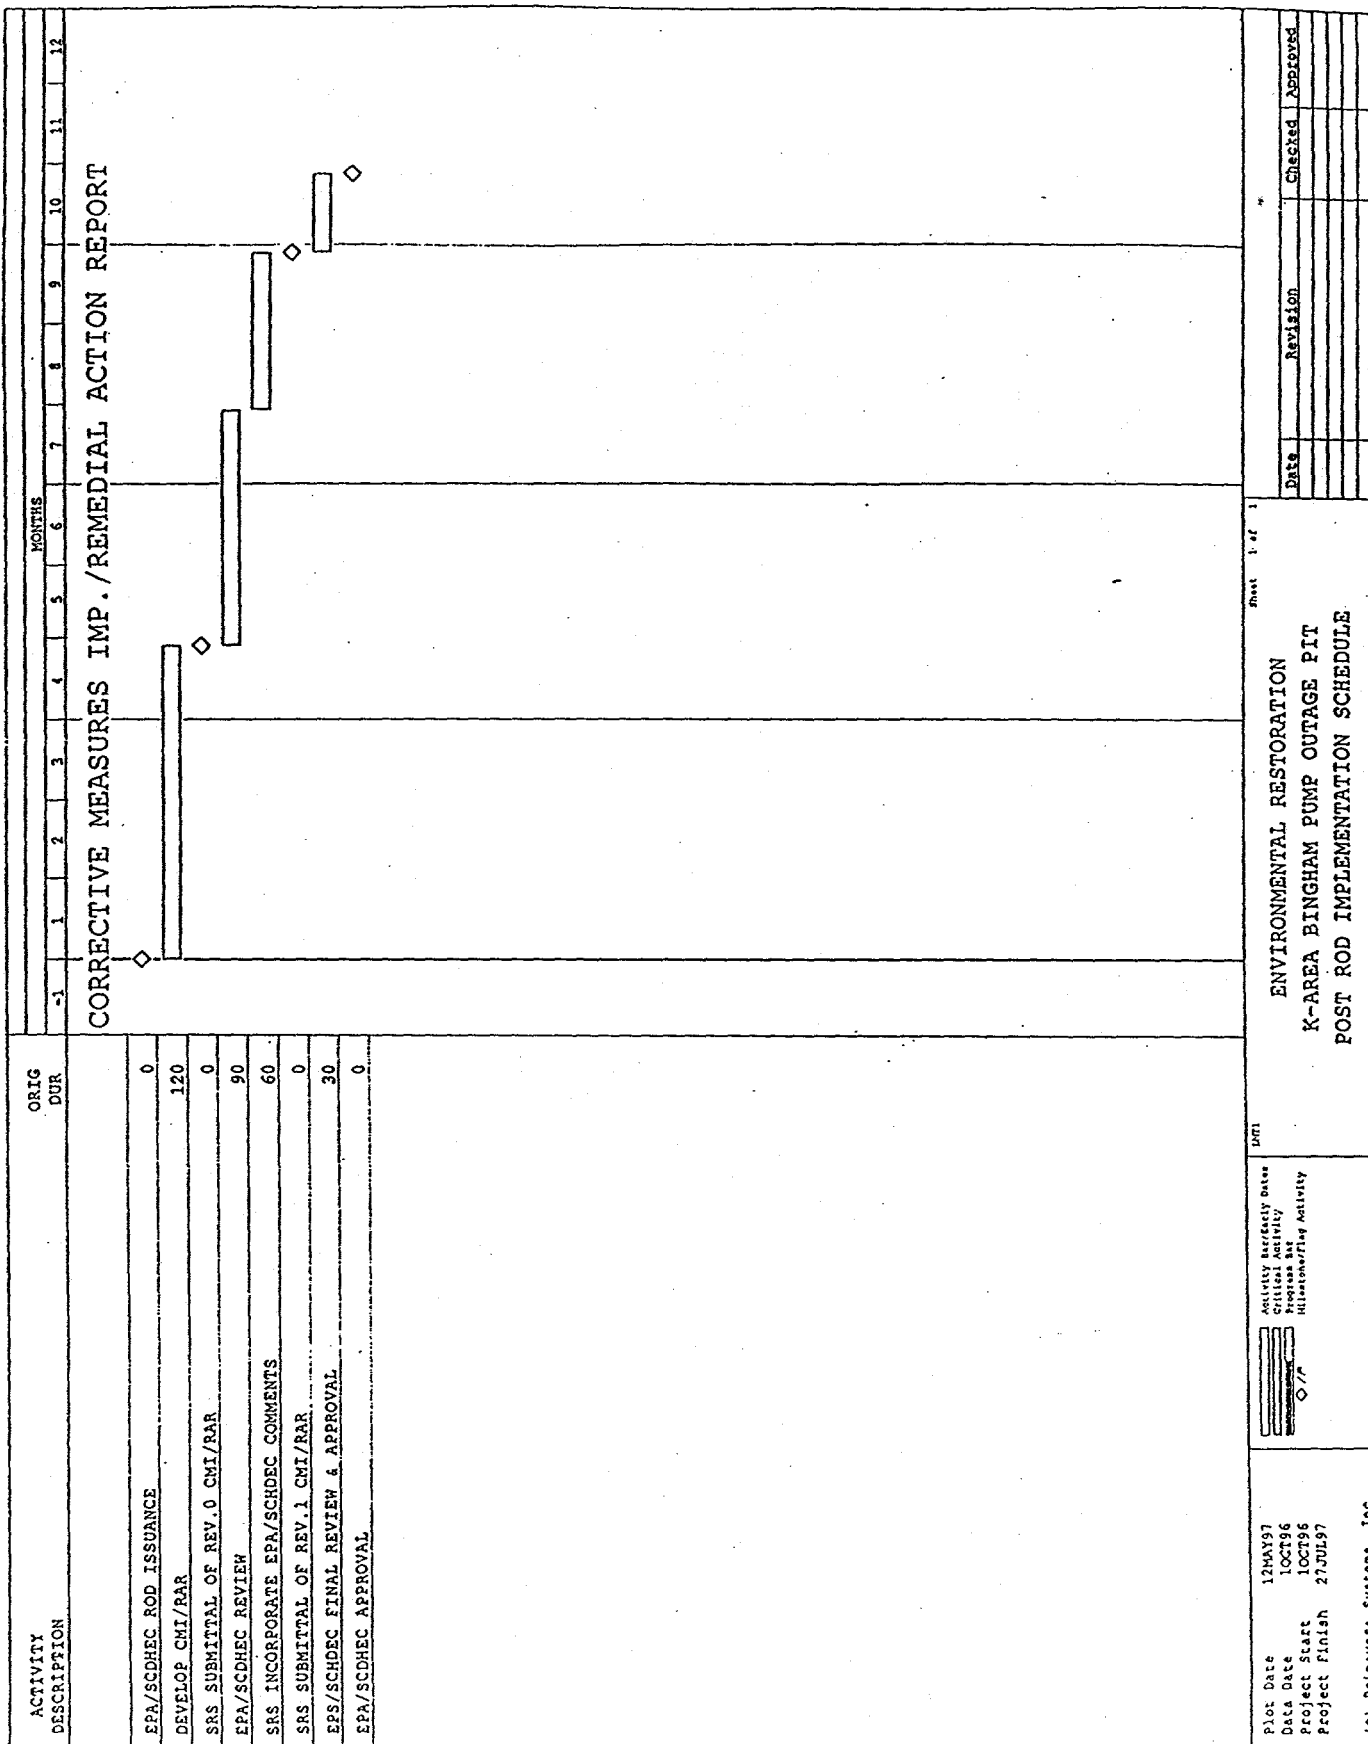 ACTIVITY DESCRIPTION ORIG DUR
MONTHS
-1 1 2 3 4 5 6 7 8 9 10 11 12
CORRECTIVE MEASURES IMP./REMEDIAL ACTION REPORT
EPA/SCDHEC ROD ISSUANCE 0
DEVELOP CMI/RAR 120
SRS SUBMITTAL OF REV.0 CMI/RAR 0
EPA/SCDHEC REVIEW 90
SRS INCORPORATE EPA/SCHDEC COMMENTS 60
SRS SUBMITTAL OF REV.1 CMI/RAR 0
EPS/SCHDEC FINAL REVIEW & APPROVAL 30
EPA/SCDHEC APPROVAL 0
Plot Date 12MAY97
Data Date 1OCT96
Project Start 1OCT96
Project Finish 27JUL97
Activity Bar/Early Dates
Critical Activity
Progress Bar
Milestone/Flag Activity
Sheet 1 of 1
ENVIRONMENTAL RESTORATION
K-AREA BINGHAM PUMP OUTAGE PIT
POST ROD IMPLEMENTATION SCHEDULE
Date Revision Checked Approved